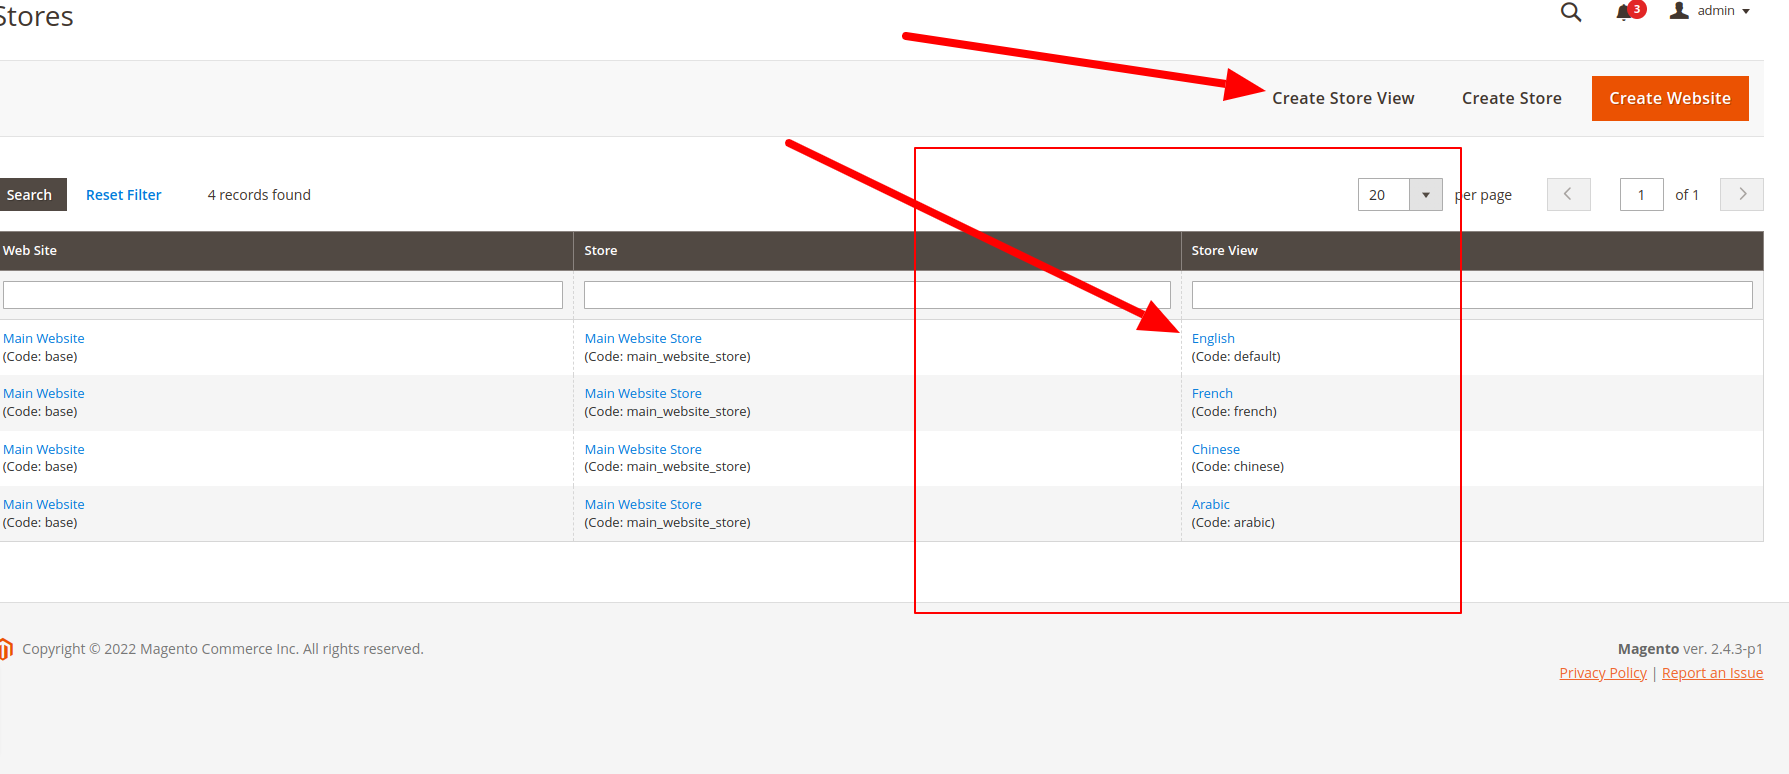 Stores
3
admin
Create Store View
Create Store
Create Website
Search
Reset Filter
4 records found
20
per page
1
of 1
Web Site
Store
Store View
Main Website
(Code: base)
Main Website Store
(Code: main_website_store)
English
(Code: default)
Main Website
(Code: base)
Main Website Store
(Code: main_website_store)
French
(Code: french)
Main Website
(Code: base)
Main Website Store
(Code: main_website_store)
Chinese
(Code: chinese)
Main Website
(Code: base)
Main Website Store
(Code: main_website_store)
Arabic
(Code: arabic)
Copyright © 2022 Magento Commerce Inc. All rights reserved.
Magento ver. 2.4.3-p1
Privacy Policy | Report an Issue